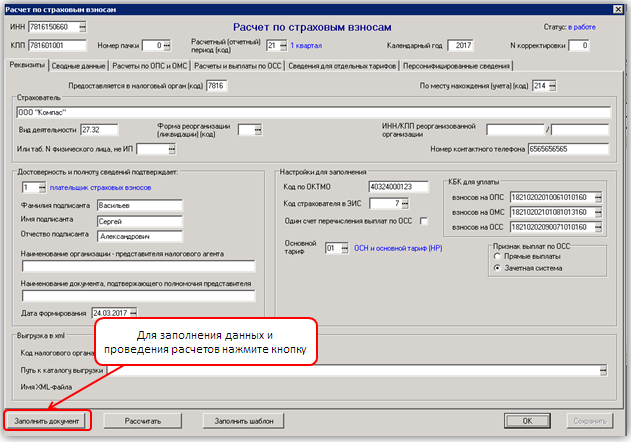 Расчет по страховым взносам
ИНН 7816150660 Расчет по страховым взносам Статус: в работе
КПП 781601001 Номер пачки 0 Расчетный (отчетный) период (код) 21 1 квартал Календарный год 2017 N корректировки 0
Реквизиты Сводные данные Расчеты по ОПС и ОМС Расчеты и выплаты по ОСС Сведения для отдельных тарифов Персонифицированные сведения
Предоставляется в налоговый орган (код) 7816 По месту нахождения (учета) (код) 214
Страхователь
ООО "Компас"
Вид деятельности 27.32 Форма реорганизации (ликвидации) (код) ИНН/КПП реорганизованной организации /
Или таб. N физического лица, не ИП Номер контактного телефона 6565656565
Достоверность и полноту сведений подтверждает:
1 плательщик страховых взносов
Фамилия подписанта Васильев
Имя подписанта Сергей
Отчество подписанта Александрович
Наименование организации - представителя налогового агента
Наименование документа, подтверждающего полномочия представителя
Дата формирования 24.03.2017
Настройки для заполнения
Код по ОКТМО 40324000123
Код страхователя в ЭИС 7
Один счет перечисления выплат по ОСС
Основной тариф 01 ОСН и основной тариф (НР)
КБК для уплаты
взносов на ОПС 18210202010061010160
взносов на ОМС 18210202101081013160
взносов на ОСС 18210202090071010160
Признак выплат по ОСС
Прямые выплаты
Зачетная система
Для заполнения данных и
проведения расчетов нажмите кнопку
Выгрузка в xml
Код налогового органа
Путь к каталогу выгрузки
Имя XML-файла
Заполнить документ Рассчитать Заполнить шаблон OK Сохранить